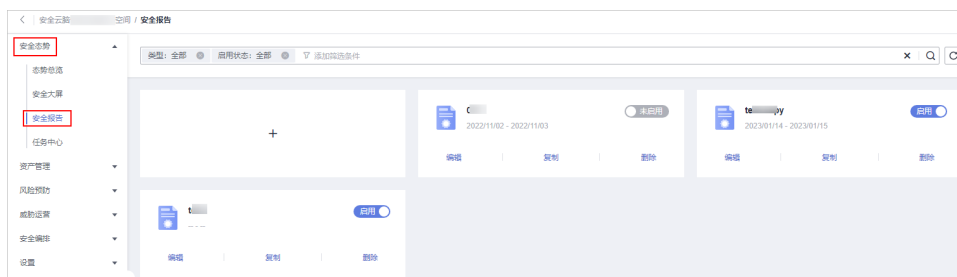 安全云脑 空间 / 安全报告
安全态势
态势总览
安全大屏
安全报告
任务中心
资产管理
风险预防
威胁运营
安全编排
设置
类型：全部 启用状态：全部 添加筛选条件
未启用
2022/11/02 - 2022/11/03
编辑 复制 删除
te py 启用
2023/01/14 - 2023/01/15
编辑 复制 删除
t 启用
-- - --
编辑 复制 删除